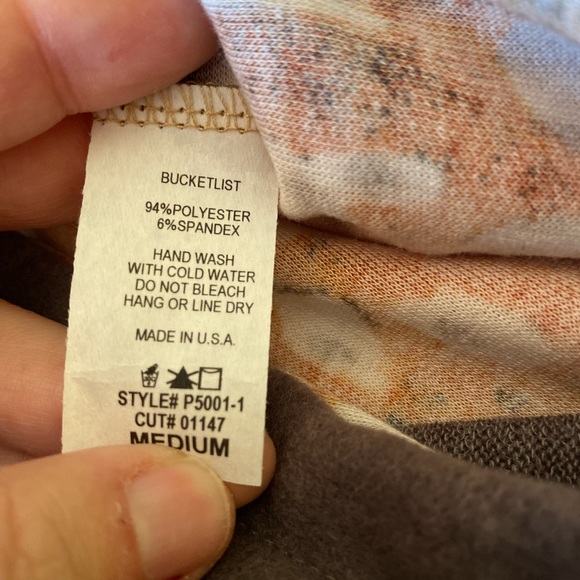 BUCKETLIST
94%POLYESTER
6%SPANDEX
HAND WASH
WITH COLD WATER
DO NOT BLEACH
HANG OR LINE DRY
MADE IN U.S.A.
STYLE# P5001-1
CUT# 01147
MEDIUM